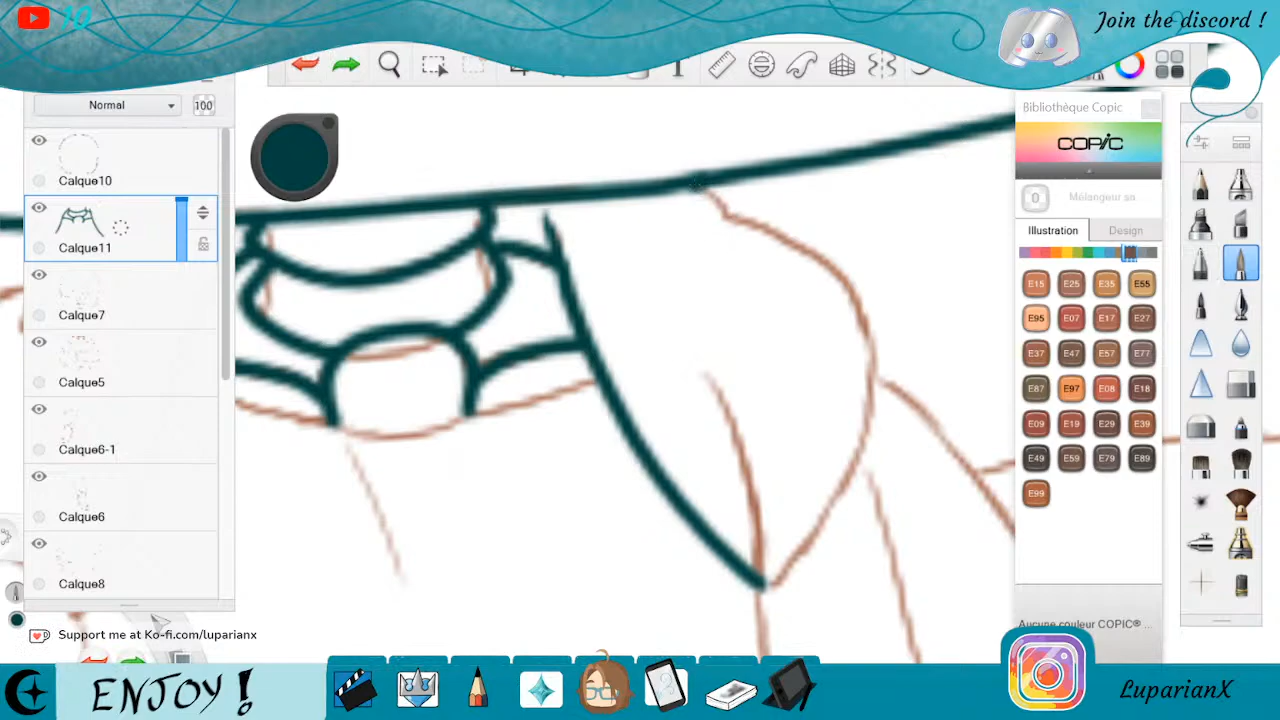 10
Join the discord !
Normal
100
Calque10
Calque11
Calque7
Calque5
Calque6-1
Calque6
Calque8
Bibliothèque Copic
COPIC
0
Mélangeur sa...
Illustration
Design
E15 E25 E35 E55
E95 E07 E17 E27
E37 E47 E57 E77
E87 E97 E08 E18
E09 E19 E29 E39
E49 E59 E79 E89
E99
Aucune couleur COPIC® ...
Support me at Ko-fi.com/luparianx
ENJOY !
LuparianX